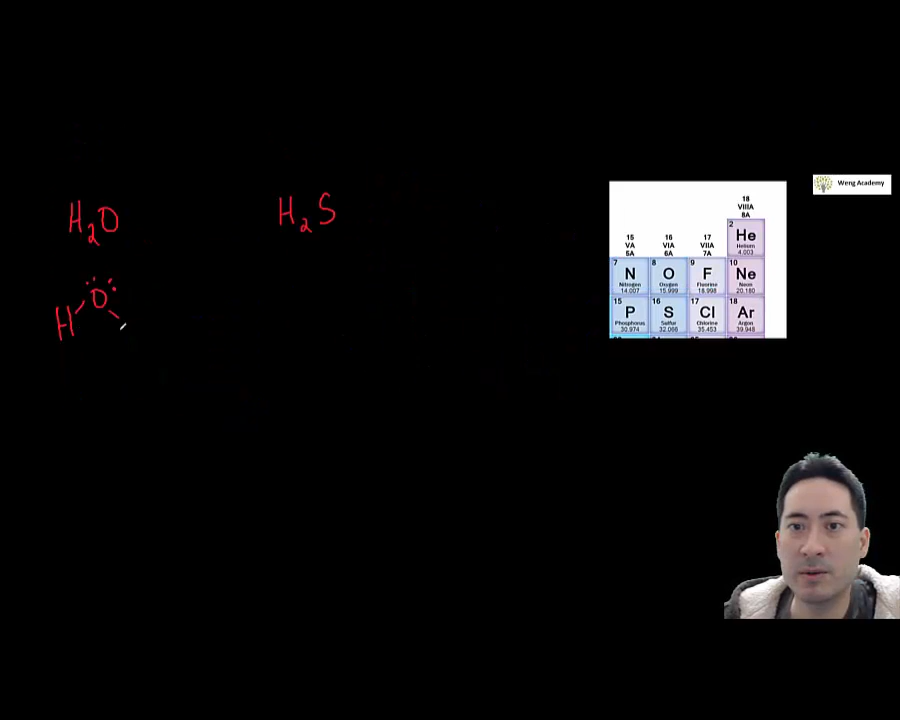 H₂O
H₂S
H O
Weng Academy
18
VIIIA
8A
15 16 17
VA VIA VIIA
5A 6A 7A
2
He
Helium
4.003
7 8 9 10
N O F Ne
Nitrogen Oxygen Fluorine Neon
14.007 15.999 18.998 20.180
15 16 17 18
P S Cl Ar
Phosphorus Sulfur Chlorine Argon
30.974 32.066 35.453 39.948